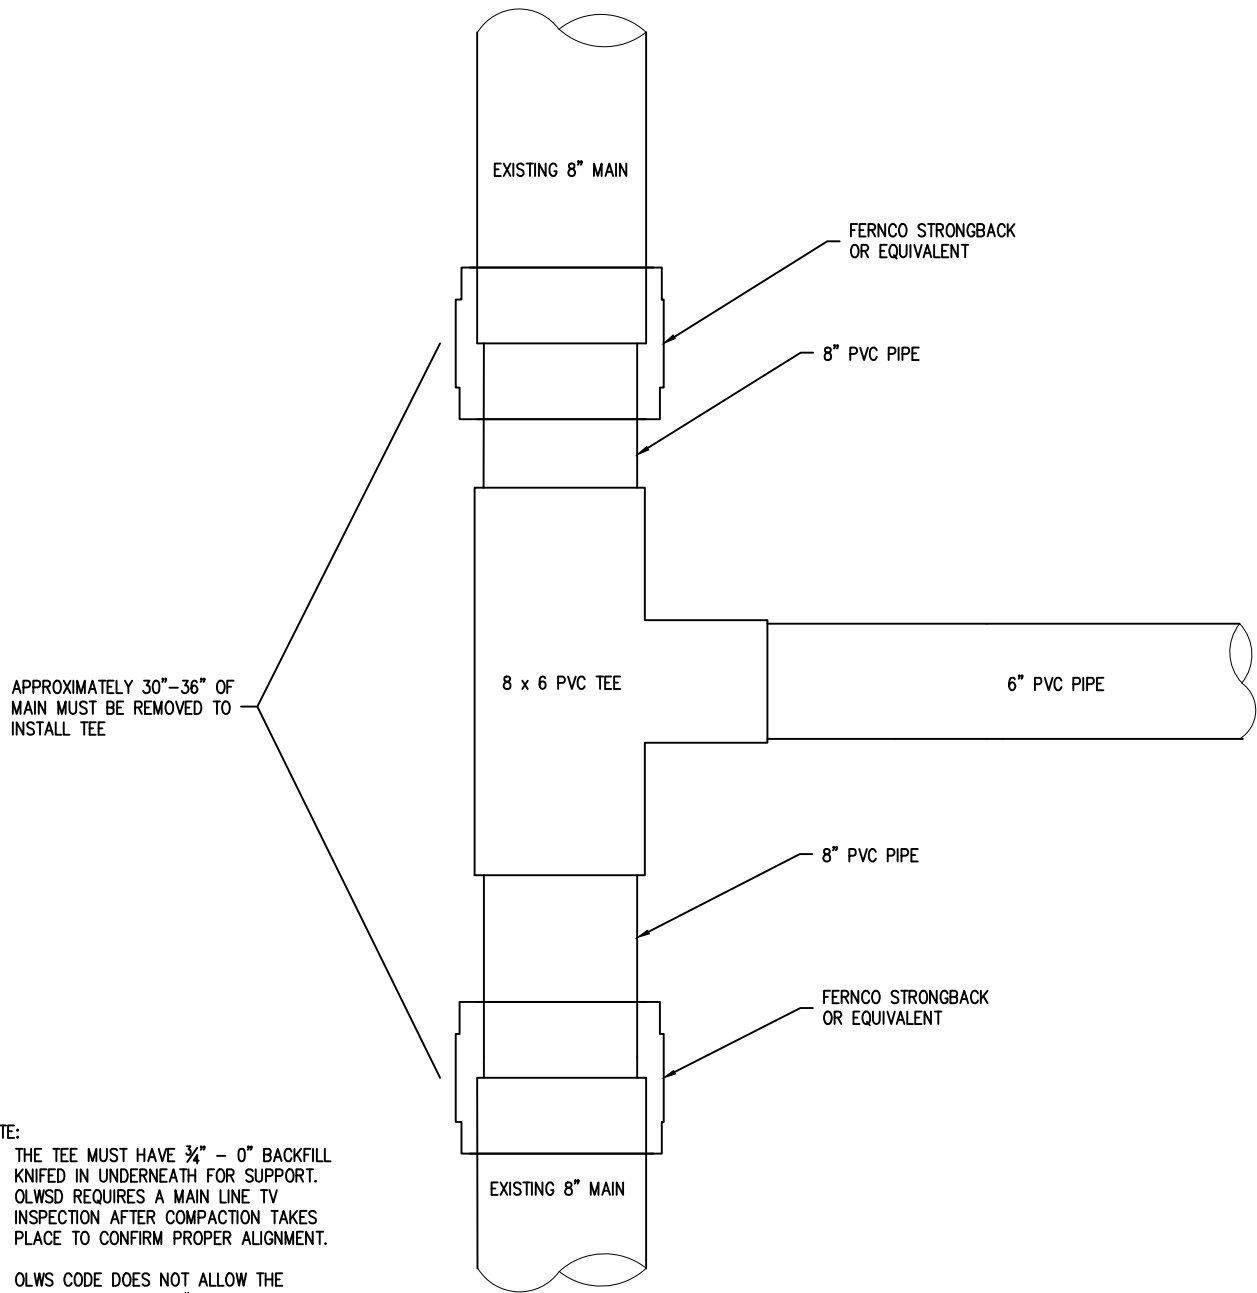 EXISTING 8" MAIN
FERNCO STRONGBACK
OR EQUIVALENT
8" PVC PIPE
8 x 6 PVC TEE
6" PVC PIPE
APPROXIMATELY 30"-36" OF
MAIN MUST BE REMOVED TO
INSTALL TEE
8" PVC PIPE
FERNCO STRONGBACK
OR EQUIVALENT
TE:
THE TEE MUST HAVE ¾" - 0" BACKFILL
KNIFED IN UNDERNEATH FOR SUPPORT.
OLWSD REQUIRES A MAIN LINE TV
INSPECTION AFTER COMPACTION TAKES
PLACE TO CONFIRM PROPER ALIGNMENT.
EXISTING 8" MAIN
OLWS CODE DOES NOT ALLOW THE